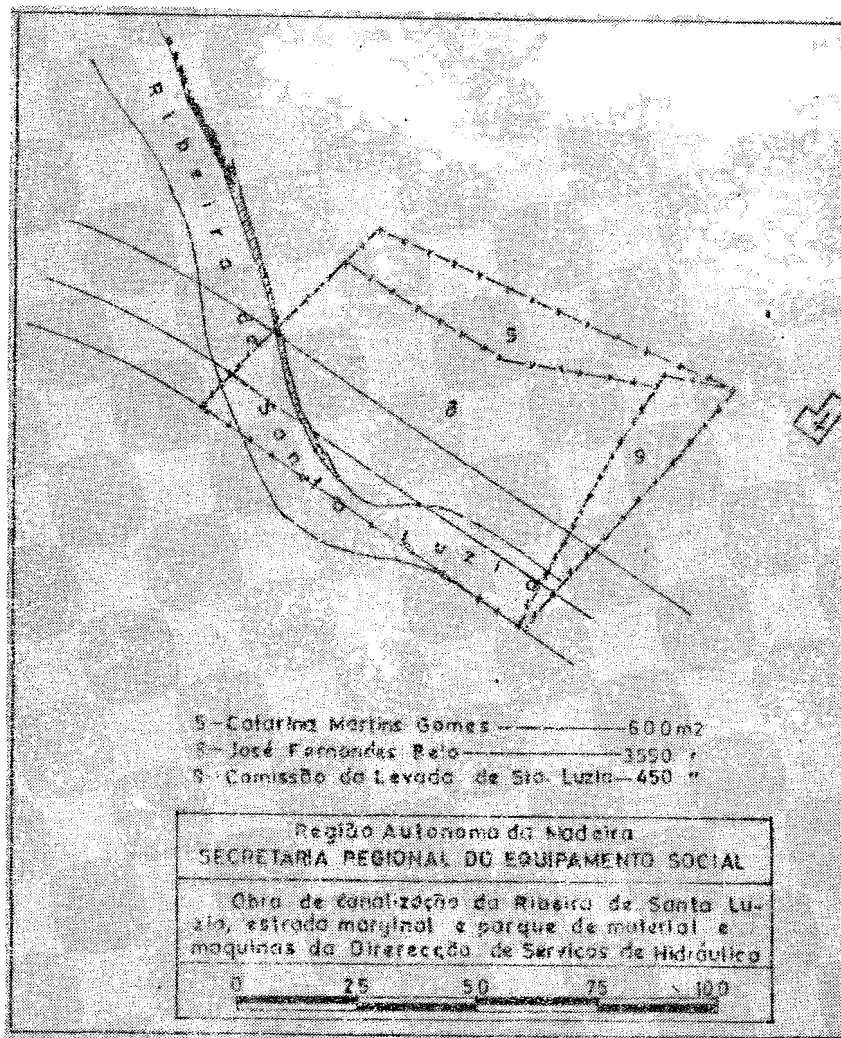 Ribeira da Santa Luzia
5
8
9
5-Catarina Martins Gomes 600m2
8-José Fernandes 3550 "
9-Comissão da Levada de Sta. Luzia-450 "
Região Autonoma da Madeira
SECRETARIA REGIONAL DO EQUIPAMENTO SOCIAL
Obra de canalização da Ribeira de Santa Lu-
zia, estrada marginal e parque de material e
maquinas da Direrecção de Serviços de Hidráulica
0 25 50 75 100